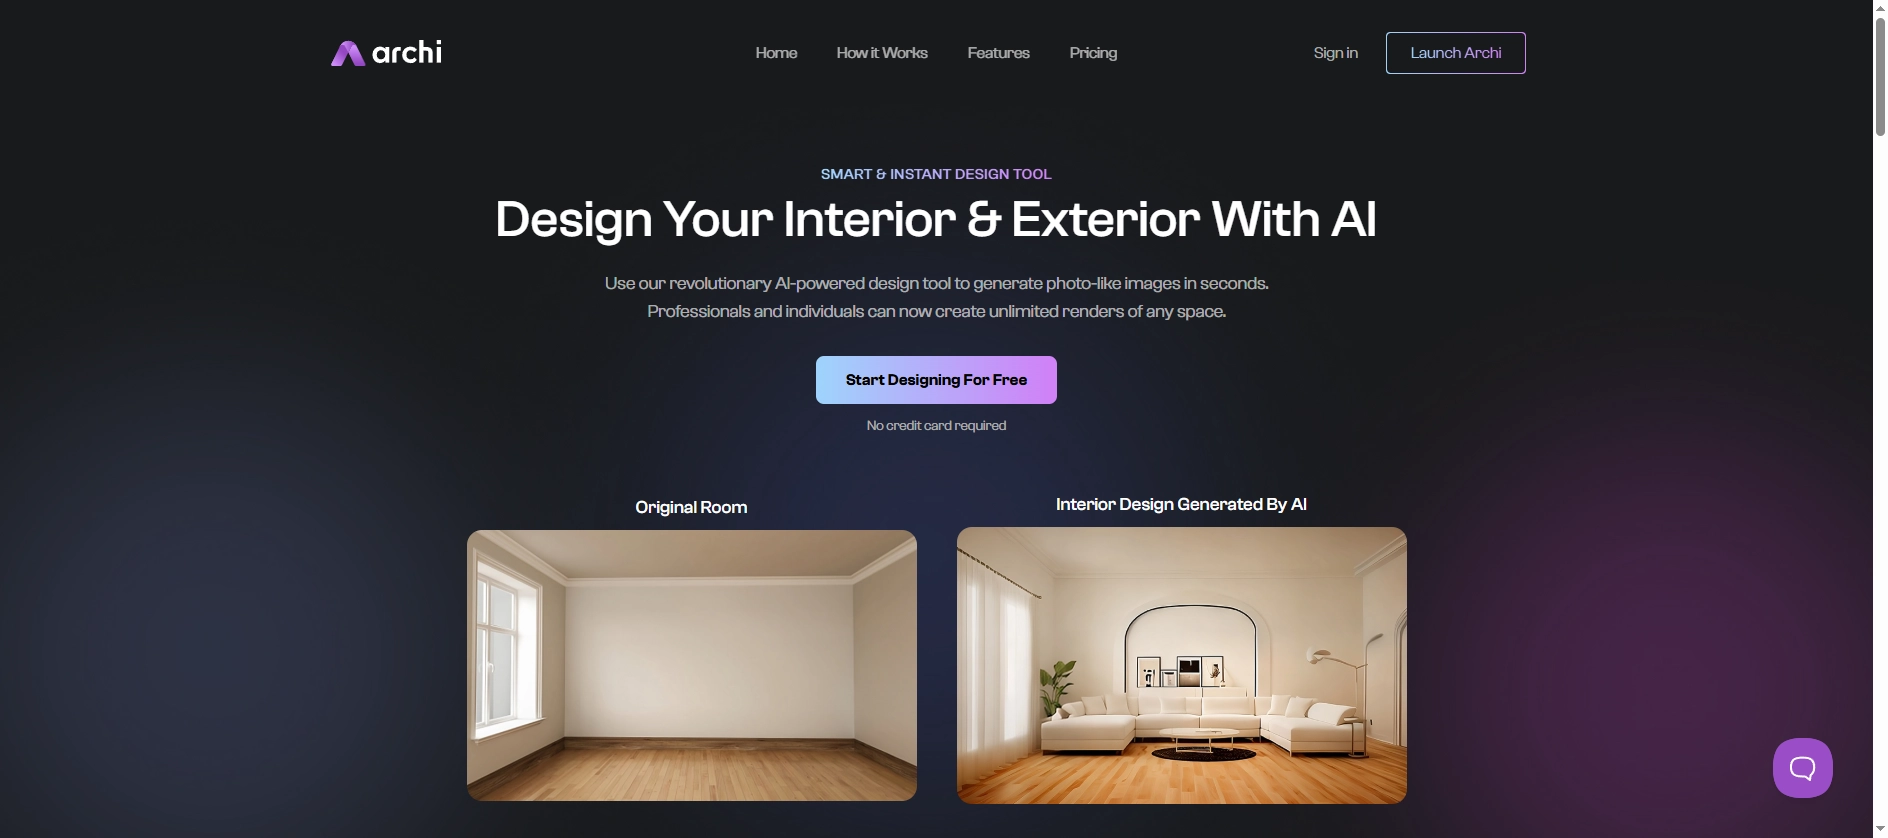 archi
Home
How it Works
Features
Pricing
Sign in
Launch Archi
SMART & INSTANT DESIGN TOOL
Design Your Interior & Exterior With AI
Use our revolutionary AI-powered design tool to generate photo-like images in seconds.
Professionals and individuals can now create unlimited renders of any space.
Start Designing For Free
No credit card required
Original Room
Interior Design Generated By AI